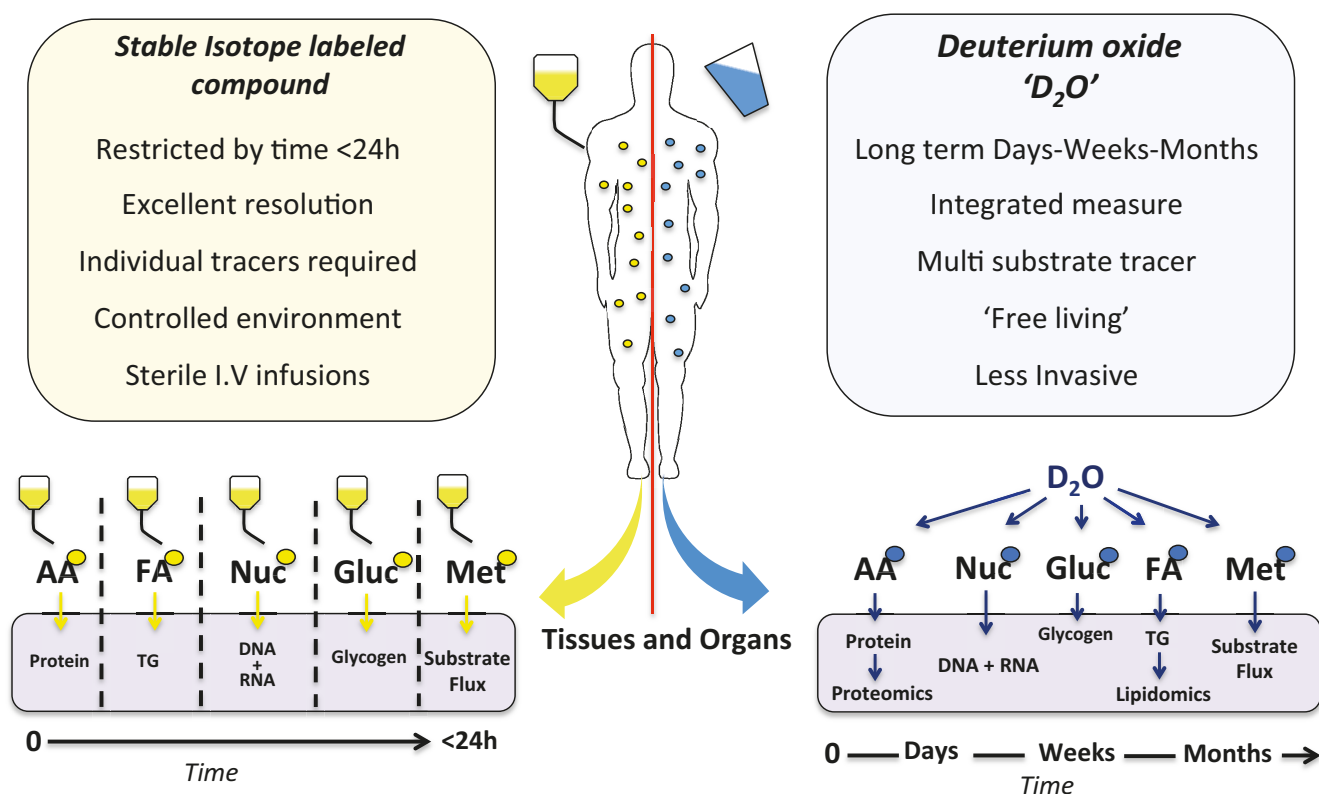 Stable Isotope labeled
compound
Restricted by time <24h
Excellent resolution
Individual tracers required
Controlled environment
Sterile I.V infusions
Deuterium oxide
‘D₂O’
Long term Days-Weeks-Months
Integrated measure
Multi substrate tracer
‘Free living’
Less Invasive
AA
FA
Nuc
Gluc
Met
Protein
TG
DNA
+
RNA
Glycogen
Substrate
Flux
0
<24h
Time
Tissues and Organs
D₂O
AA
Nuc
Gluc
FA
Met
Protein
Proteomics
DNA + RNA
Glycogen
TG
Lipidomics
Substrate
Flux
0 Days Weeks Months
Time